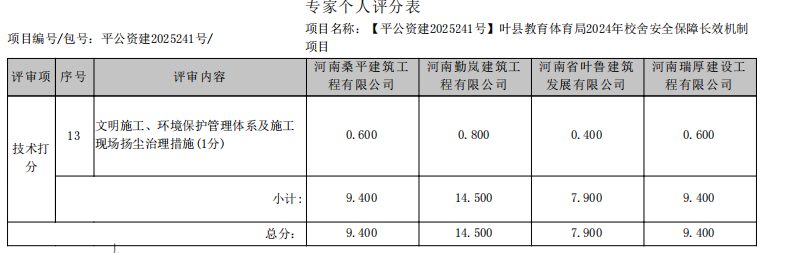 专家个人评分表
项目编号/包号: 平公资建2025241号/
项目名称: 【平公资建2025241号】叶县教育体育局2024年校舍安全保障长效机制
项目
评审项 序号 评审内容 河南桑平建筑工程有限公司 河南勤岚建筑工程有限公司 河南省叶鲁建筑发展有限公司 河南瑞厚建设工程有限公司
技术打分 13 文明施工、环境保护管理体系及施工现场扬尘治理措施(1分) 0.600 0.800 0.400 0.600
小计: 9.400 14.500 7.900 9.400
总分: 9.400 14.500 7.900 9.400